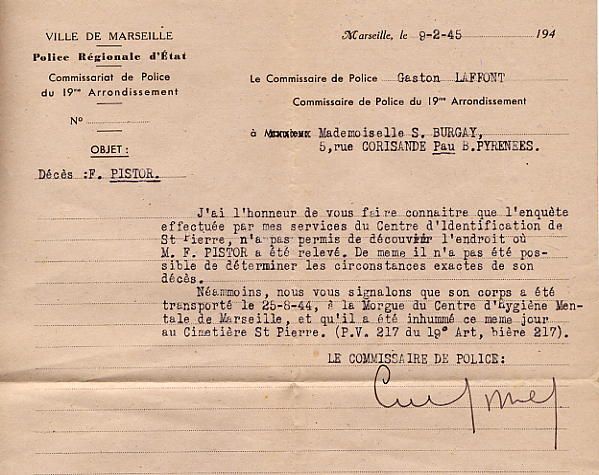 VILLE DE MARSEILLE
Police Régionale d'État
Commissariat de Police
du 19me Arrondissement
No
OBJET :
Décès :F. PISTOR.
Marseille, le 9-2-45 194
Le Commissaire de Police Gaston LAFFONT
Commissaire de Police du 19me Arrondissement
à Mademoiselle S. BURGAY,
5,rue CORISANDE Pau B.PYRENEES.
J'ai l'honneur de vous faire connaitre que l'enquète
effectuée par mes services du Centre d'Identification de
St Pierre, n'a pas permis de découvrir l'endroit où
M. F. PISTOR a été relevé. De meme il n'a pas été pos-
sible de déterminer les circonstances exactes de son
décès.
Néammoins, nous vous signalons que son corps a été
transporté le 25-8-44, à la Morgue du Centre d'Hygiène Men-
tale de Marseille, et qu'il a été inhummé ce meme jour
au Cimetière St Pierre. (P.V. 217 du 19e Art, bière 217).
LE COMMISSAIRE DE POLICE: